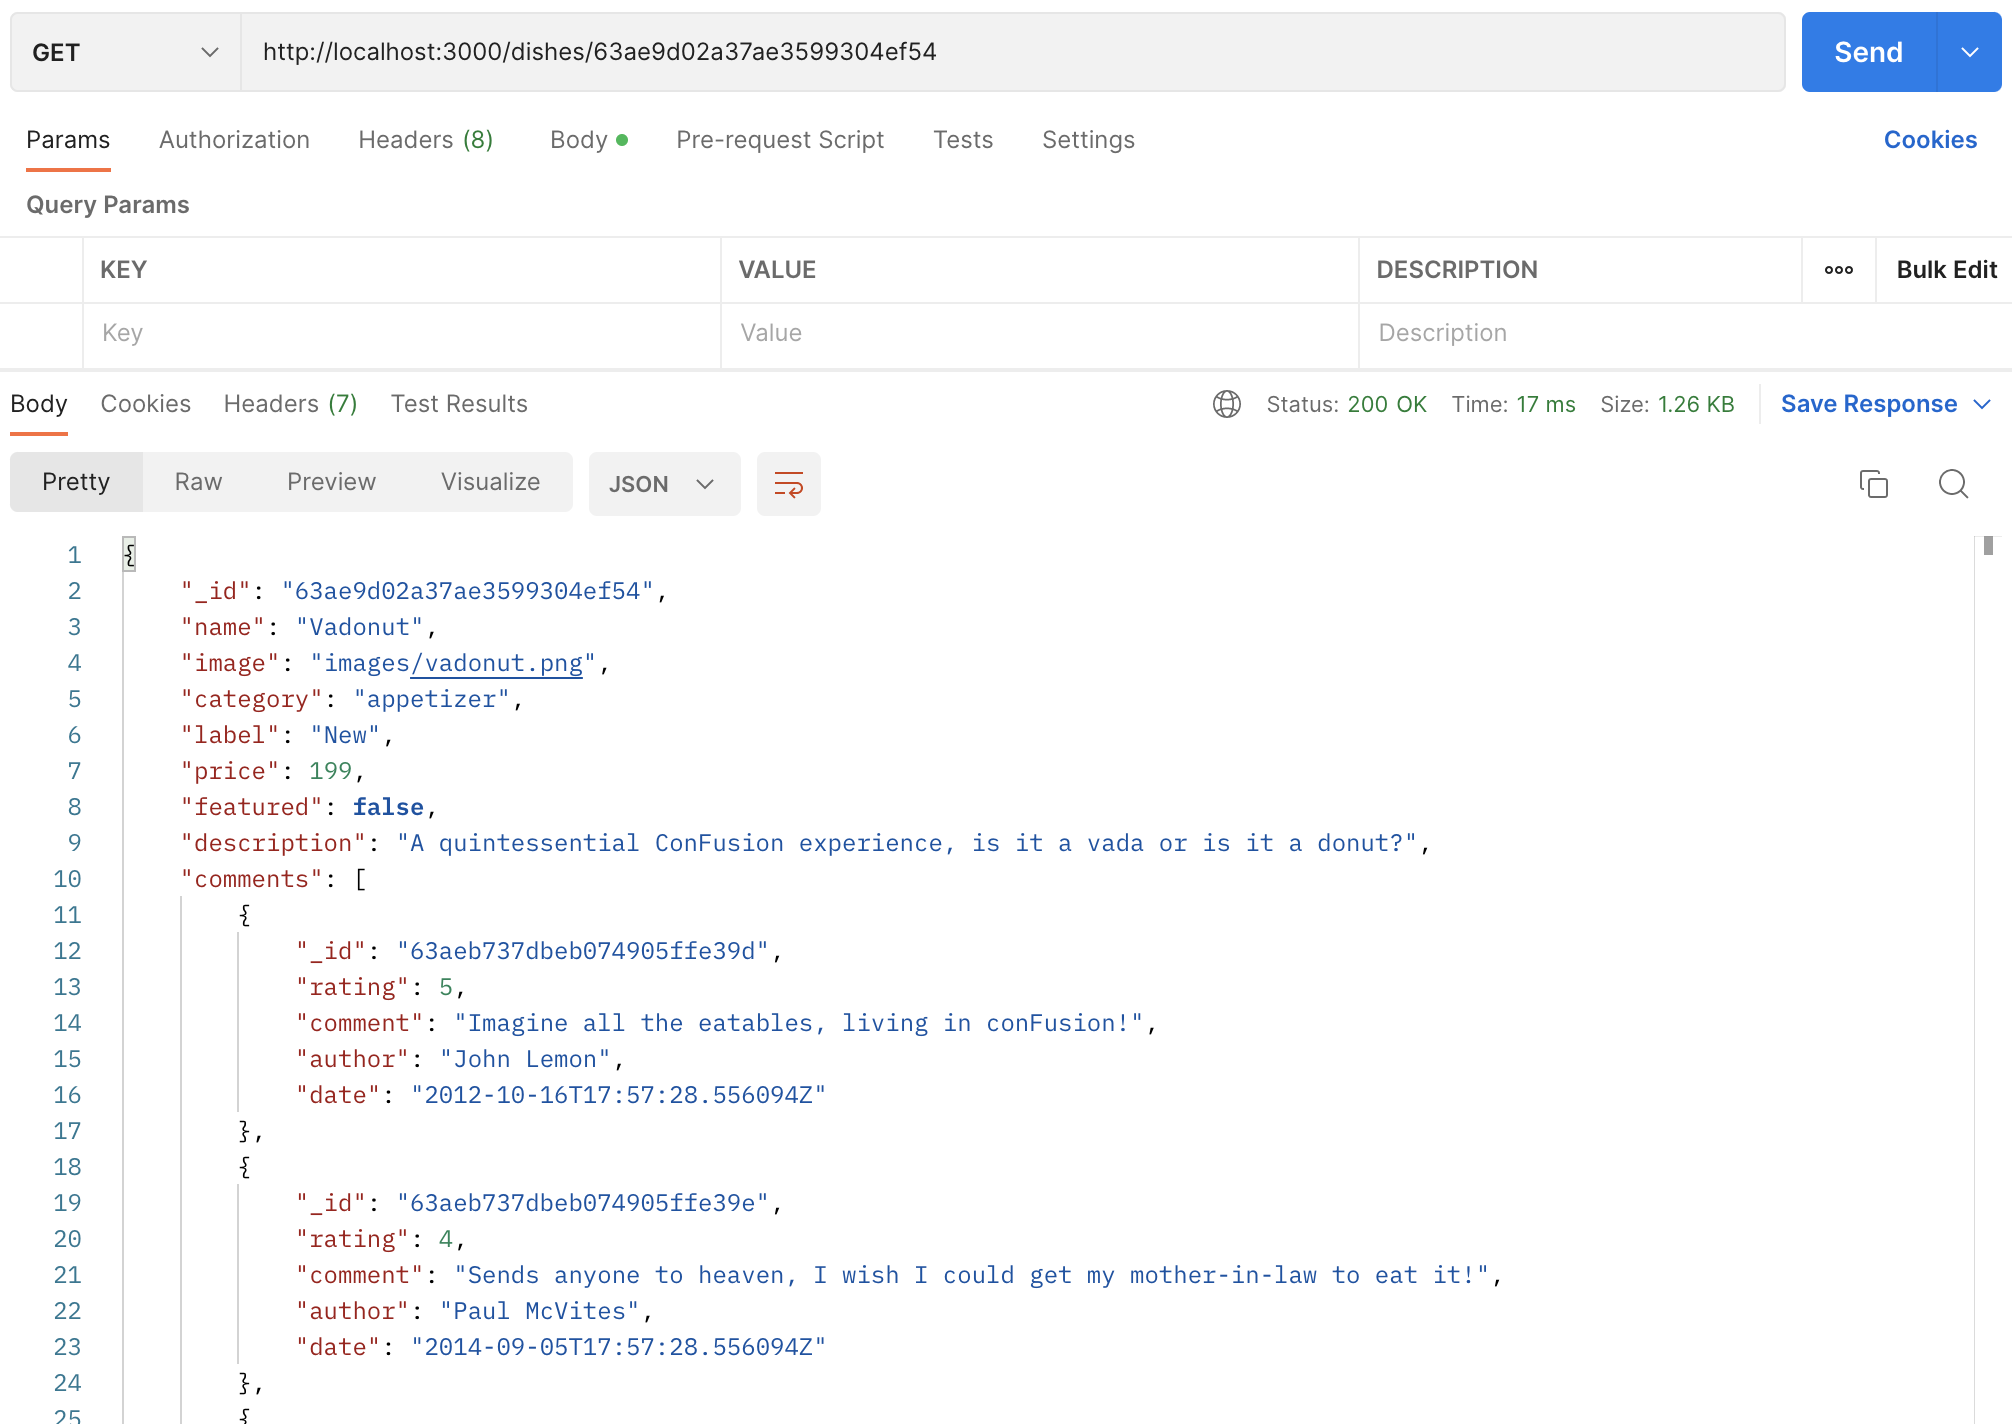 GET http://localhost:3000/dishes/63ae9d02a37ae3599304ef54 Send
Params Authorization Headers (8) Body Pre-request Script Tests Settings Cookies
Query Params
KEY VALUE DESCRIPTION ooo Bulk Edit
Key Value Description
Body Cookies Headers (7) Test Results Status: 200 OK Time: 17 ms Size: 1.26 KB Save Response
Pretty Raw Preview Visualize JSON
1 {
2 "_id": "63ae9d02a37ae3599304ef54",
3 "name": "Vadonut",
4 "image": "images/vadonut.png",
5 "category": "appetizer",
6 "label": "New",
7 "price": 199,
8 "featured": false,
9 "description": "A quintessential ConFusion experience, is it a vada or is it a donut?",
10 "comments": [
11 {
12 "_id": "63aeb737dbeb074905ffe39d",
13 "rating": 5,
14 "comment": "Imagine all the eatables, living in conFusion!",
15 "author": "John Lemon",
16 "date": "2012-10-16T17:57:28.556094Z"
17 },
18 {
19 "_id": "63aeb737dbeb074905ffe39e",
20 "rating": 4,
21 "comment": "Sends anyone to heaven, I wish I could get my mother-in-law to eat it!",
22 "author": "Paul McVites",
23 "date": "2014-09-05T17:57:28.556094Z"
24 },
25 {